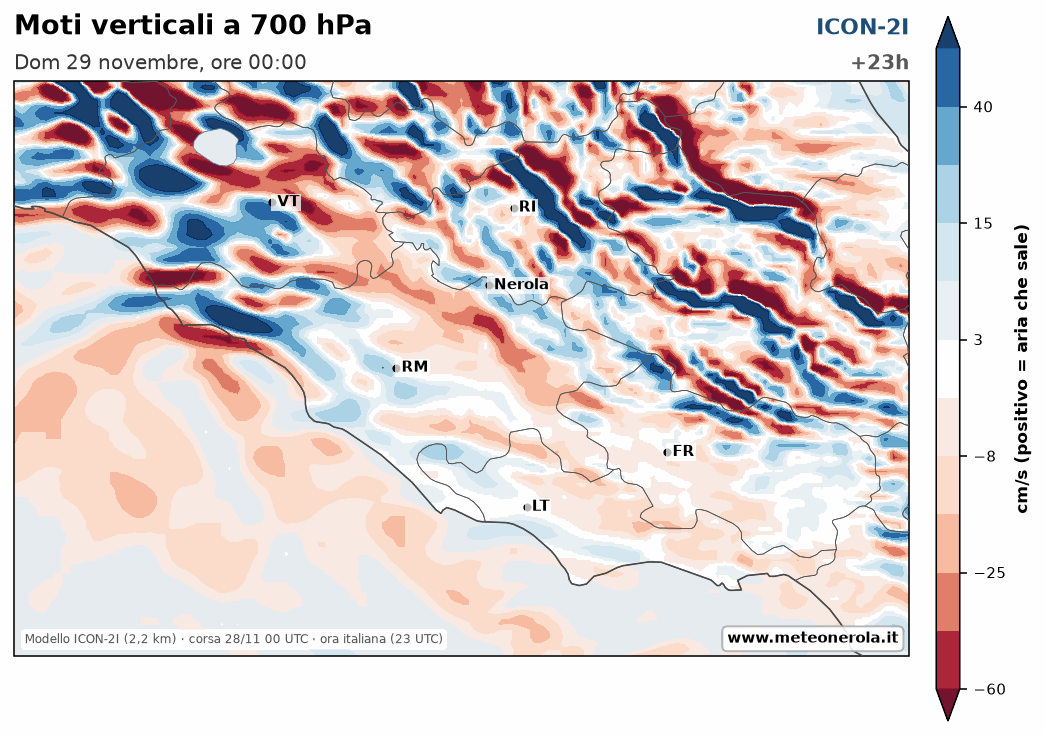 Moti verticali a 700 hPa
ICON-2I
Dom 29 novembre, ore 00:00
+23h
VT
RI
Nerola
RM
FR
LT
Modello ICON-2I (2,2 km) · corsa 28/11 00 UTC · ora italiana (23 UTC)
www.meteonerola.it
40
15
3
−8
−25
−60
cm/s (positivo = aria che sale)